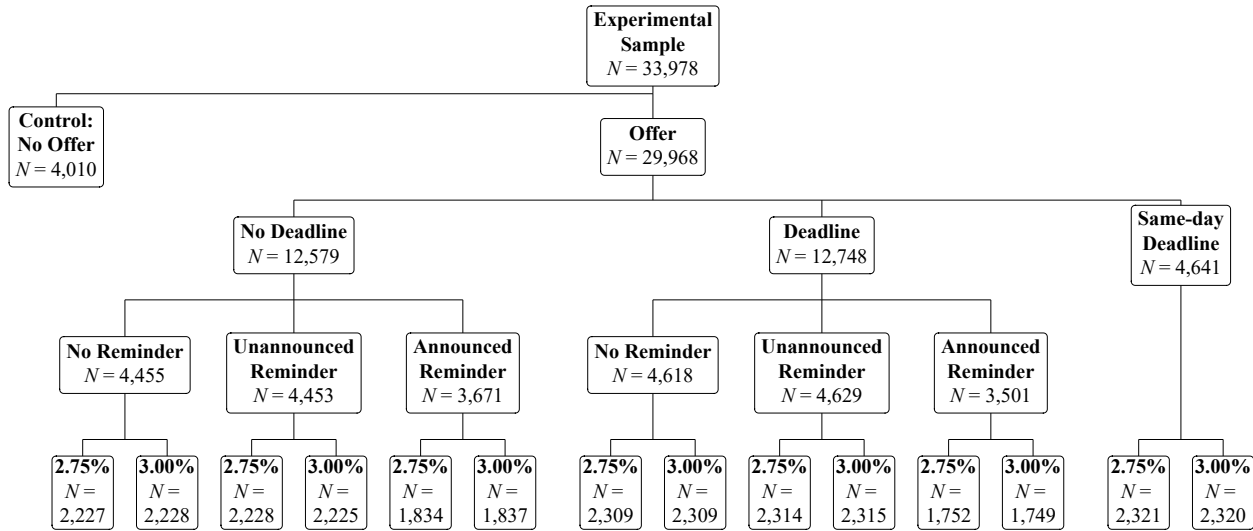 Experimental
Sample
N = 33,978
Control:
No Offer
N = 4,010
Offer
N = 29,968
No Deadline
N = 12,579
Deadline
N = 12,748
Same-day
Deadline
N = 4,641
No Reminder
N = 4,455
Unannounced
Reminder
N = 4,453
Announced
Reminder
N = 3,671
No Reminder
N = 4,618
Unannounced
Reminder
N = 4,629
Announced
Reminder
N = 3,501
2.75%
N =
2,227
3.00%
N =
2,228
2.75%
N =
2,228
3.00%
N =
2,225
2.75%
N =
1,834
3.00%
N =
1,837
2.75%
N =
2,309
3.00%
N =
2,309
2.75%
N =
2,314
3.00%
N =
2,315
2.75%
N =
1,752
3.00%
N =
1,749
2.75%
N =
2,321
3.00%
N =
2,320